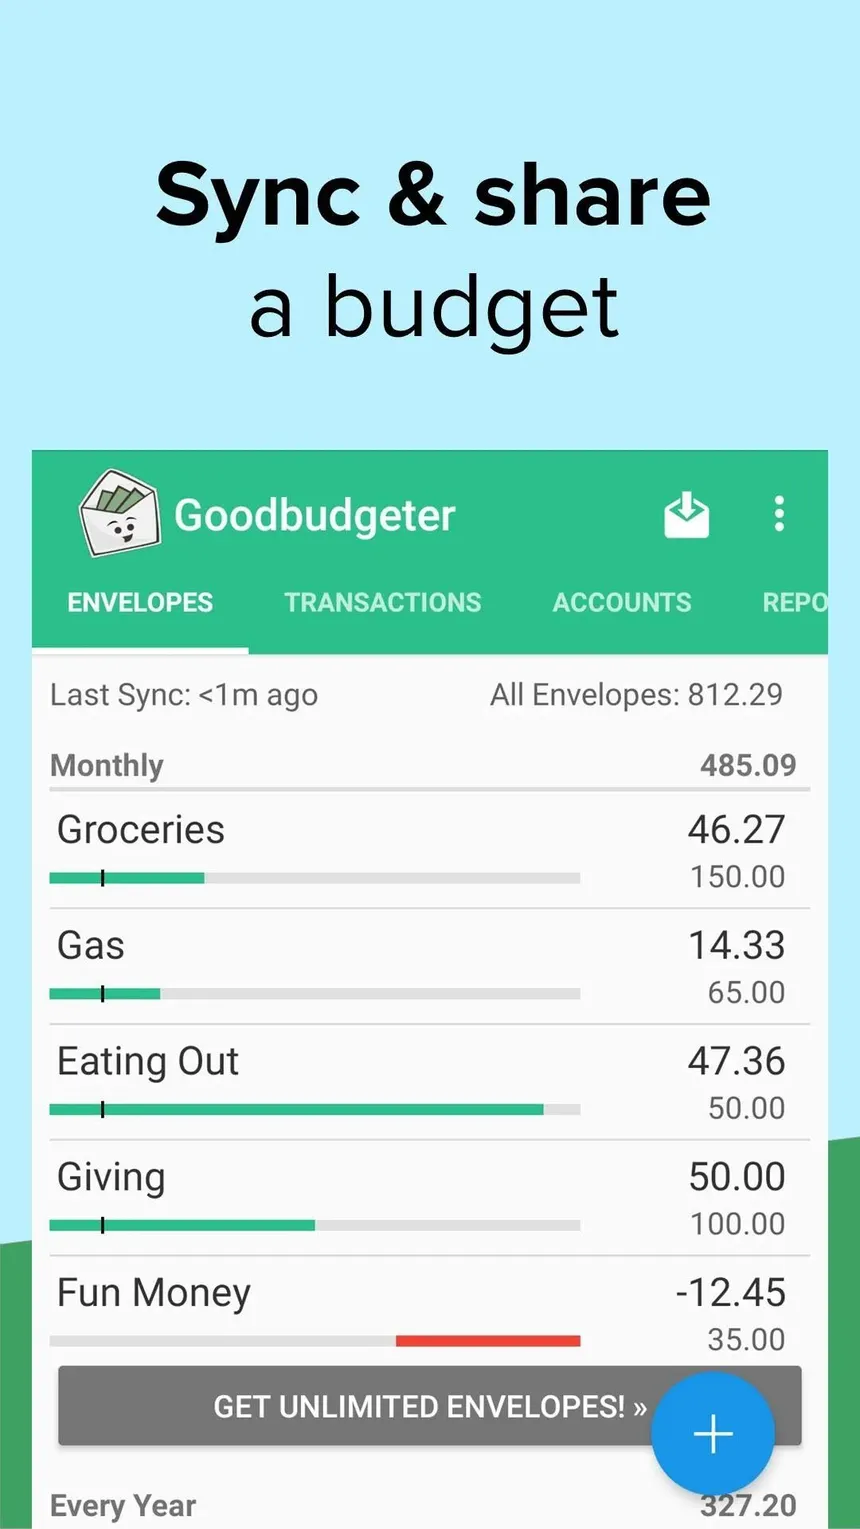 Sync & share
a budget
Goodbudgeter
ENVELOPES TRANSACTIONS ACCOUNTS REPO
Last Sync: <1m ago All Envelopes: 812.29
Monthly 485.09
Groceries 46.27
150.00
Gas 14.33
65.00
Eating Out 47.36
50.00
Giving 50.00
100.00
Fun Money -12.45
35.00
GET UNLIMITED ENVELOPES! »
Every Year 327.20